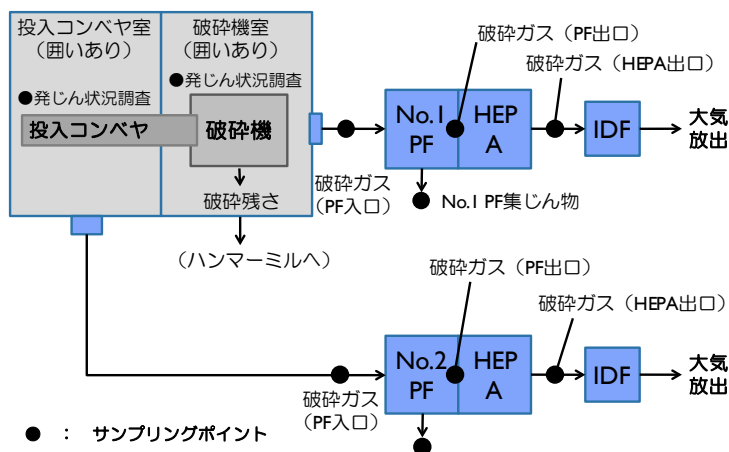 投入コンベヤ室
（囲いあり）
破砕機室
（囲いあり）
●発じん状況調査
●発じん状況調査
投入コンベヤ
破砕機
破砕残さ
（ハンマーミルへ）
破砕ガス（PF出口）
破砕ガス（HEPA出口）
No.1
PF
HEP
A
IDF
大気
放出
破砕ガス
（PF入口）
No.1 PF集じん物
破砕ガス（PF出口）
破砕ガス（HEPA出口）
No.2
PF
HEP
A
IDF
大気
放出
破砕ガス
（PF入口）
● ： サンプリングポイント